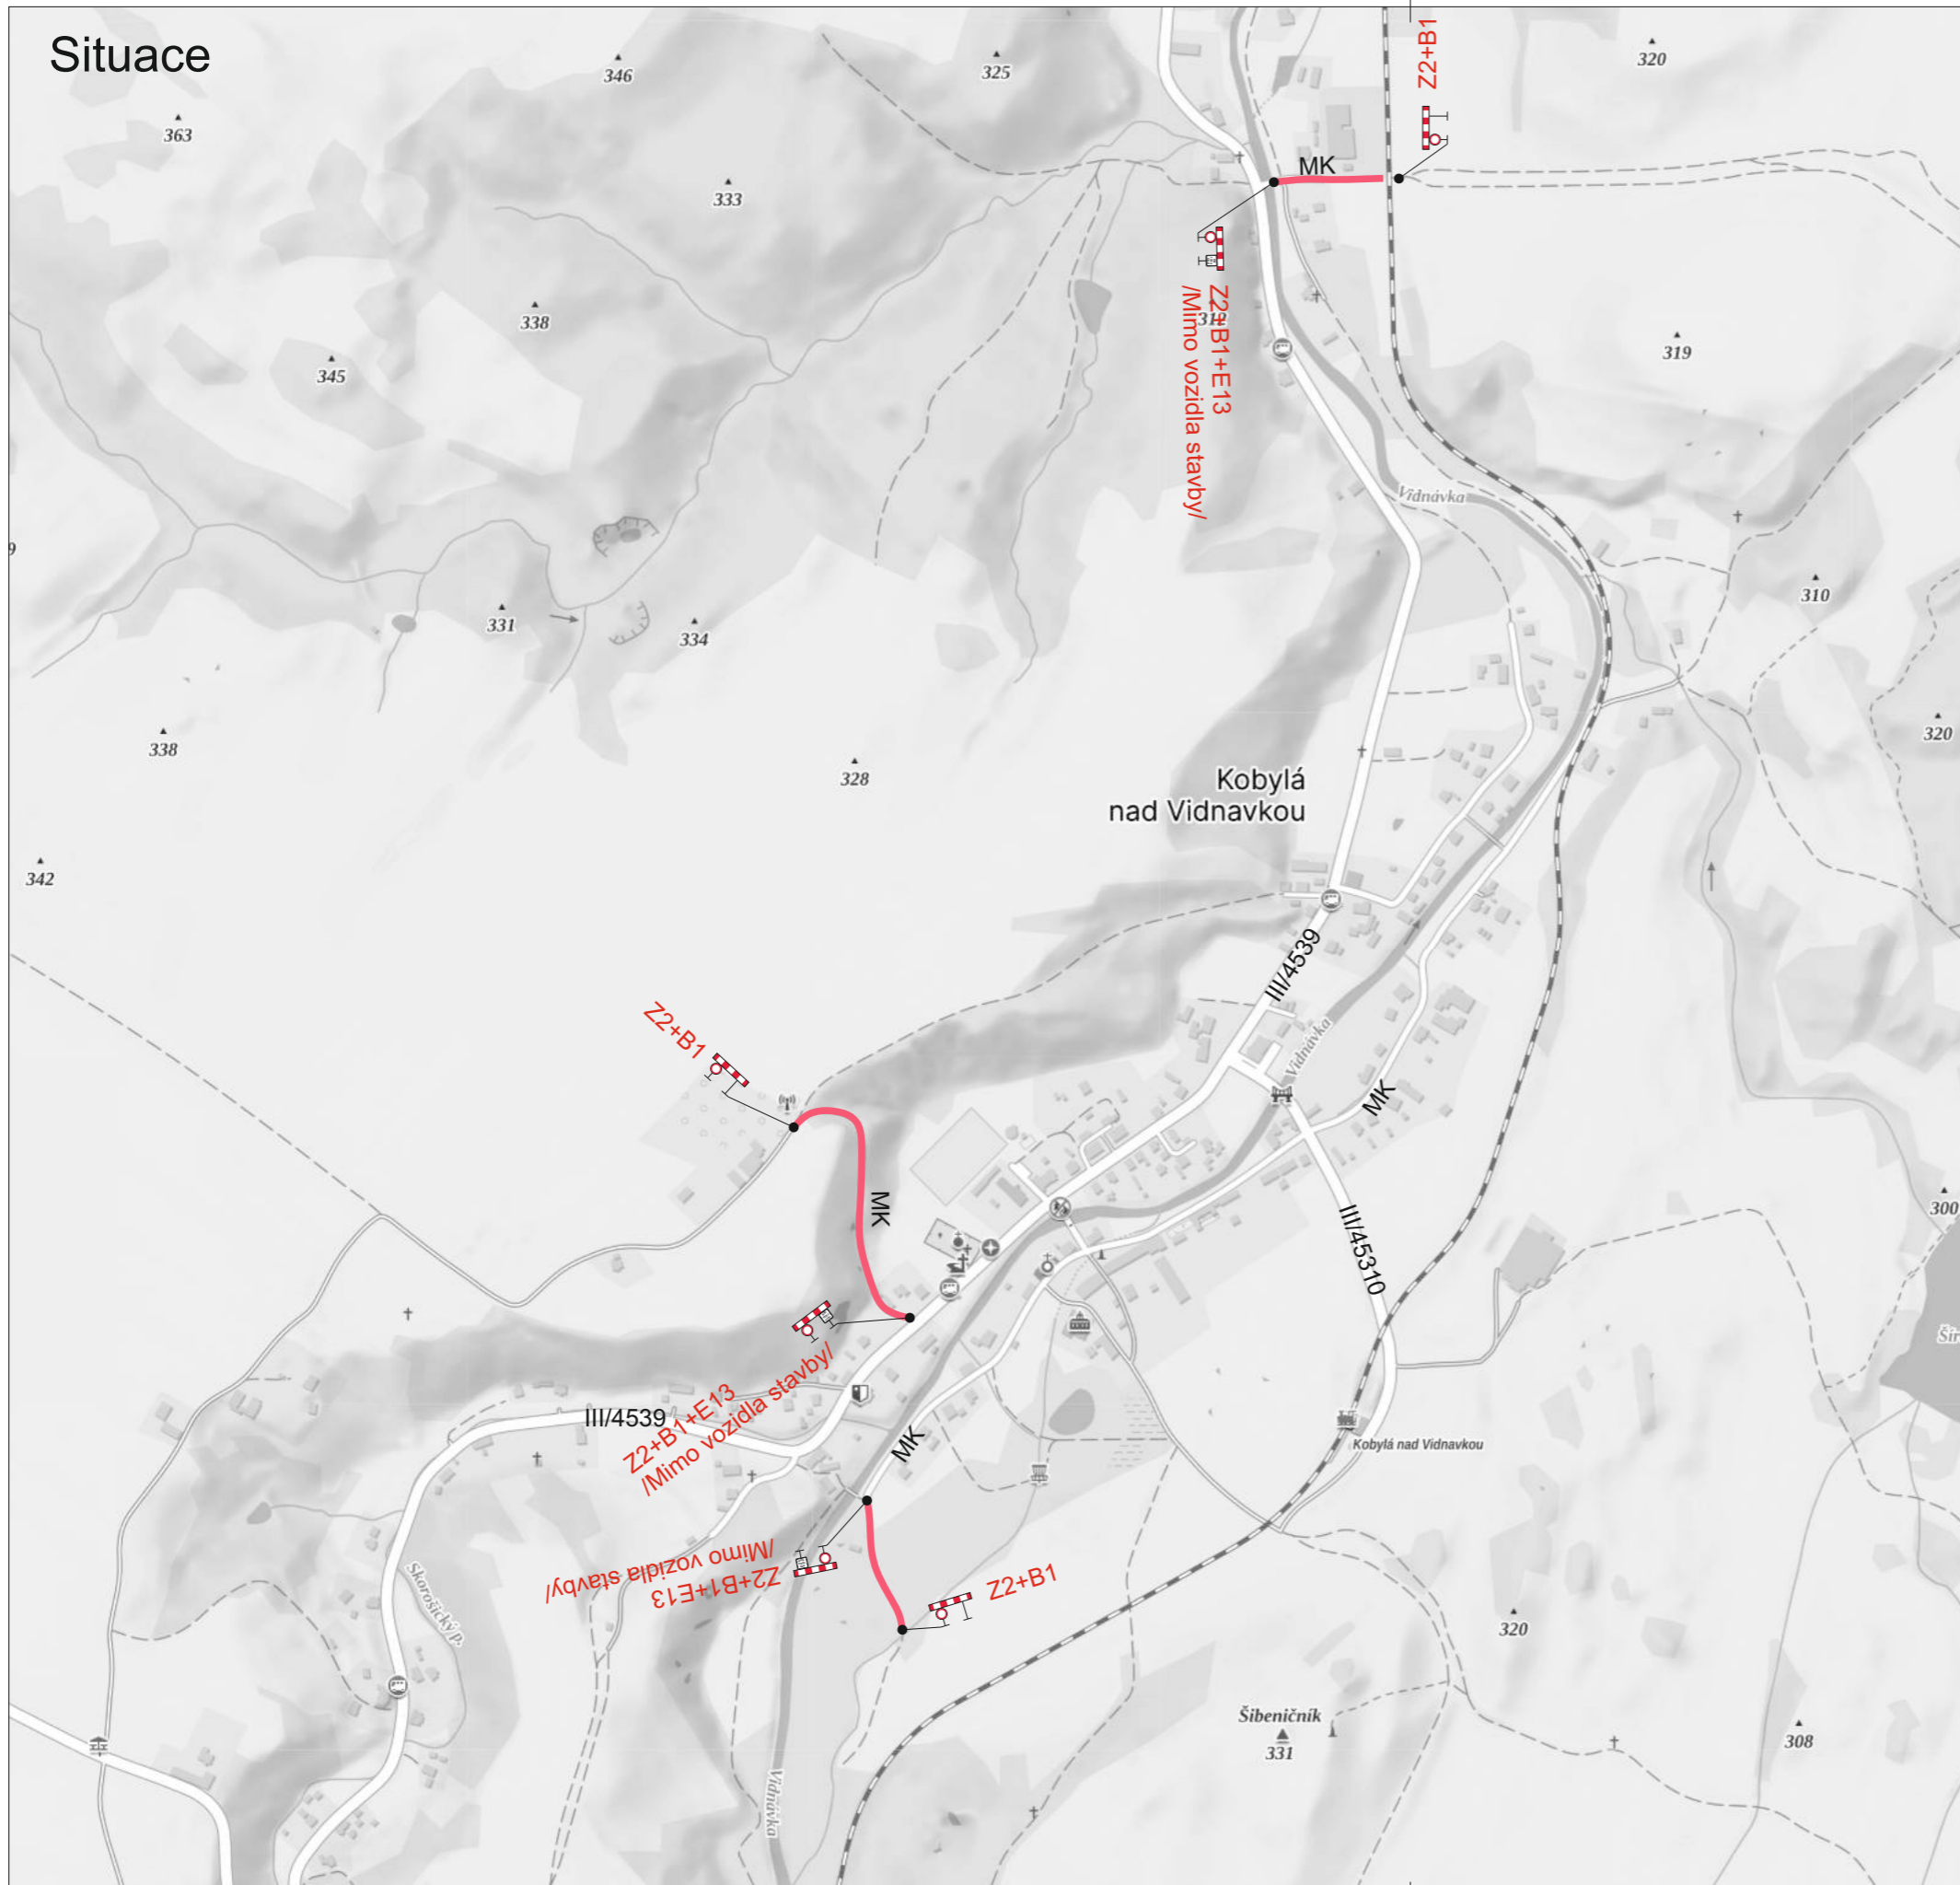 Situace
346
325
320
Z2+B1
363
MK
333
Z2+B1+E13
/Mimo vozidla stavby/
312
338
319
345
Vidnávka
9
310
331
334
320
338
328
Kobylá
nad Vidnavkou
342
III/4539
Z2+B1
Vidnávka
MK
MK
300
III/45310
Šír
Z2+B1+E13
/Mimo vozidla stavby/
III/4539
MK
Kobylá nad Vidnavkou
Z2+B1+E13
/Mimo vozidla stavby/
Z2+B1
Skorošický p.
320
Šibeničník
331
308
Vidnávka